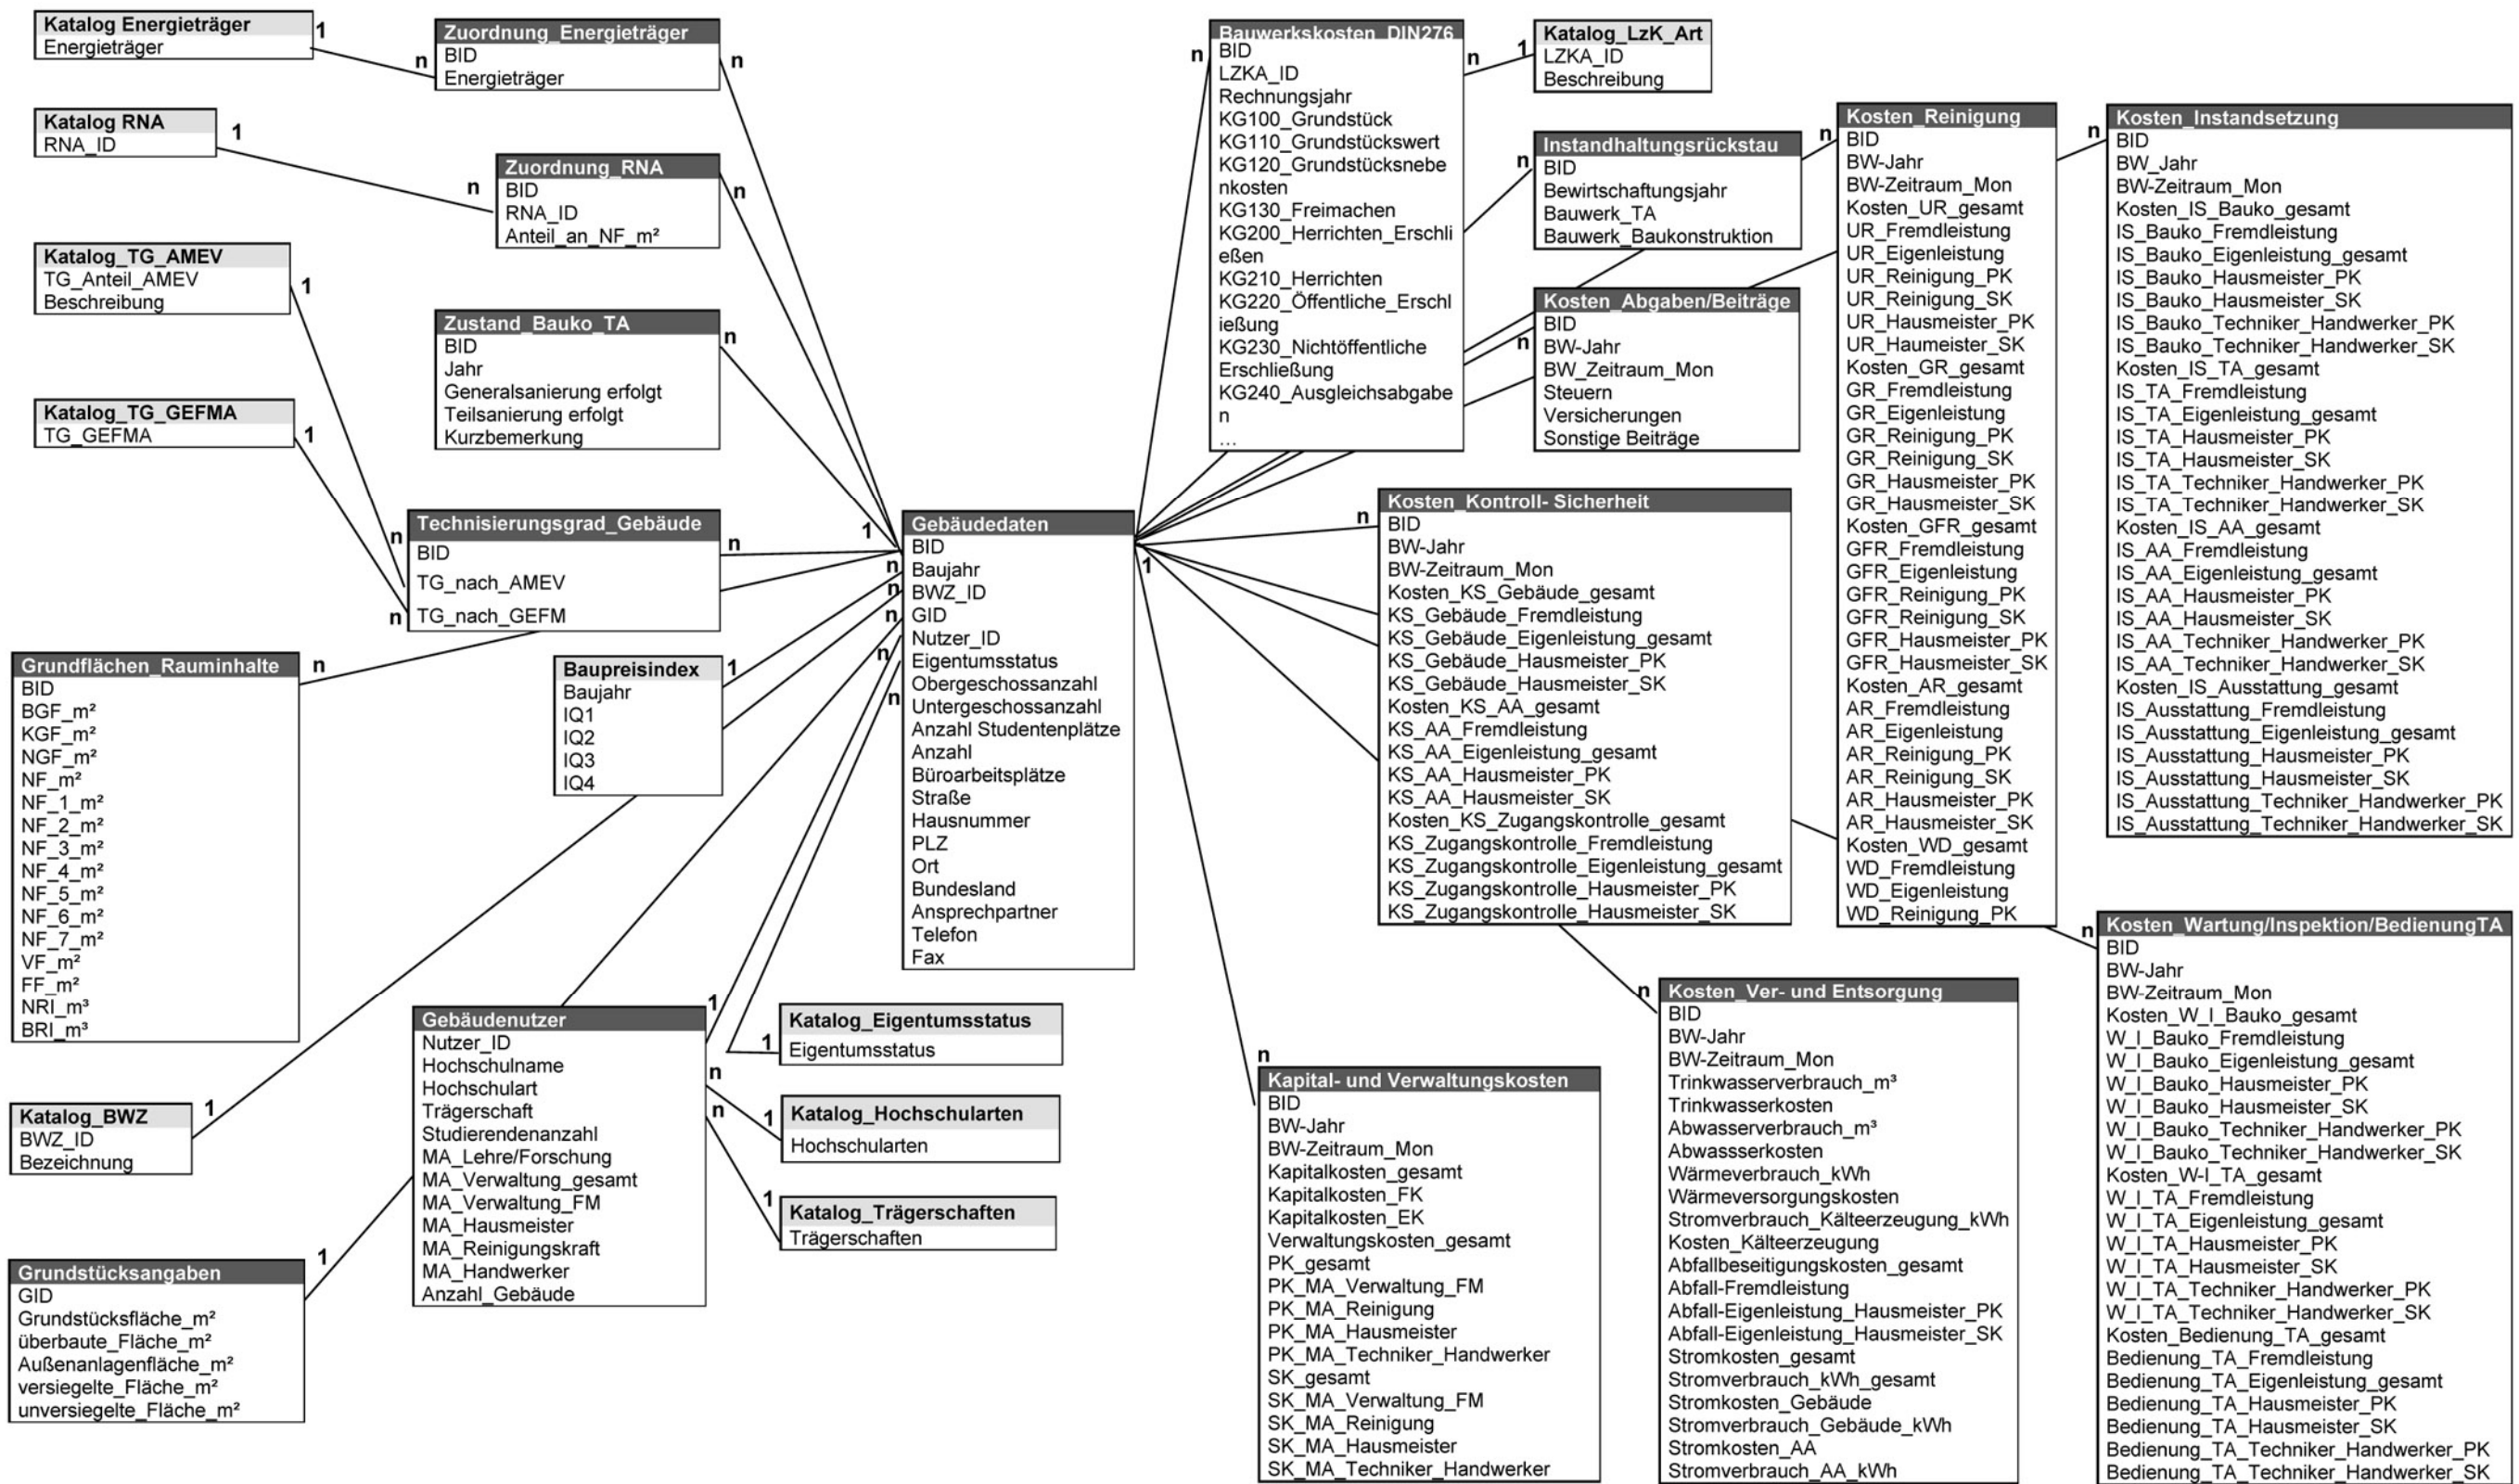 Katalog Energieträger
Energieträger
1
n
Zuordnung_Energieträger
BID
Energieträger
n
Katalog RNA
RNA_ID
1
n
Zuordnung_RNA
BID
RNA_ID
Anteil_an_NF_m²
n
Katalog_TG_AMEV
TG_Anteil_AMEV
Beschreibung
1
Zustand_Bauko_TA
BID
Jahr
Generalsanierung erfolgt
Teilsanierung erfolgt
Kurzbemerkung
n
Katalog_TG_GEFMA
TG_GEFMA
1
n
n
Technisierungsgrad_Gebäude
BID
TG_nach_AMEV
TG_nach_GEFM
n
Grundflächen_Rauminhalte
BID
BGF_m²
KGF_m²
NGF_m²
NF_m²
NF_1_m²
NF_2_m²
NF_3_m²
NF_4_m²
NF_5_m²
NF_6_m²
NF_7_m²
VF_m²
FF_m²
NRI_m³
BRI_m³
n
Baupreisindex
Baujahr
IQ1
IQ2
IQ3
IQ4
1
1
n
n
n
n
n
Gebäudedaten
BID
Baujahr
BWZ_ID
GID
Nutzer_ID
Eigentumsstatus
Obergeschossanzahl
Untergeschossanzahl
Anzahl Studentenplätze
Anzahl
Büroarbeitsplätze
Straße
Hausnummer
PLZ
Ort
Bundesland
Ansprechpartner
Telefon
Fax
1
Katalog_BWZ
BWZ_ID
Bezeichnung
1
Grundstücksangaben
GID
Grundstücksfläche_m²
überbaute_Fläche_m²
Außenanlagenfläche_m²
versiegelte_Fläche_m²
unversiegelte_Fläche_m²
1
Gebäudenutzer
Nutzer_ID
Hochschulname
Hochschulart
Trägerschaft
Studierendenanzahl
MA_Lehre/Forschung
MA_Verwaltung_gesamt
MA_Verwaltung_FM
MA_Hausmeister
MA_Reinigungskraft
MA_Handwerker
Anzahl_Gebäude
1
n
n
1
Katalog_Eigentumsstatus
Eigentumsstatus
1
Katalog_Hochschularten
Hochschularten
1
Katalog_Trägerschaften
Trägerschaften
n
Bauwerkskosten_DIN276
BID
LZKA_ID
Rechnungsjahr
KG100_Grundstück
KG110_Grundstückswert
KG120_Grundstücksnebe
nkosten
KG130_Freimachen
KG200_Herrichten_Erschli
eßen
KG210_Herrichten
KG220_Öffentliche_Erschl
ießung
KG230_Nichtöffentliche
Erschließung
KG240_Ausgleichsabgabe
n
...
n
1
Katalog_LzK_Art
LZKA_ID
Beschreibung
n
Instandhaltungsrückstau
BID
Bewirtschaftungsjahr
Bauwerk_TA
Bauwerk_Baukonstruktion
n
Kosten_Abgaben/Beiträge
BID
BW-Jahr
BW_Zeitraum_Mon
Steuern
Versicherungen
Sonstige Beiträge
n
Kosten_Reinigung
BID
BW-Jahr
BW-Zeitraum_Mon
Kosten_UR_gesamt
UR_Fremdleistung
UR_Eigenleistung
UR_Reinigung_PK
UR_Reinigung_SK
UR_Hausmeister_PK
UR_Haumeister_SK
Kosten_GR_gesamt
GR_Fremdleistung
GR_Eigenleistung
GR_Reinigung_PK
GR_Reinigung_SK
GR_Hausmeister_PK
GR_Hausmeister_SK
Kosten_GFR_gesamt
GFR_Fremdleistung
GFR_Eigenleistung
GFR_Reinigung_PK
GFR_Reinigung_SK
GFR_Hausmeister_PK
GFR_Hausmeister_SK
Kosten_AR_gesamt
AR_Fremdleistung
AR_Eigenleistung
AR_Reinigung_PK
AR_Reinigung_SK
AR_Hausmeister_PK
AR_Hausmeister_SK
Kosten_WD_gesamt
WD_Fremdleistung
WD_Eigenleistung
WD_Reinigung_PK
n
Kosten_Instandsetzung
BID
BW_Jahr
BW-Zeitraum_Mon
Kosten_IS_Bauko_gesamt
IS_Bauko_Fremdleistung
IS_Bauko_Eigenleistung_gesamt
IS_Bauko_Hausmeister_PK
IS_Bauko_Hausmeister_SK
IS_Bauko_Techniker_Handwerker_PK
IS_Bauko_Techniker_Handwerker_SK
Kosten_IS_TA_gesamt
IS_TA_Fremdleistung
IS_TA_Eigenleistung_gesamt
IS_TA_Hausmeister_PK
IS_TA_Hausmeister_SK
IS_TA_Techniker_Handwerker_PK
IS_TA_Techniker_Handwerker_SK
Kosten_IS_AA_gesamt
IS_AA_Fremdleistung
IS_AA_Eigenleistung_gesamt
IS_AA_Hausmeister_PK
IS_AA_Hausmeister_SK
IS_AA_Techniker_Handwerker_PK
IS_AA_Techniker_Handwerker_SK
Kosten_IS_Ausstattung_gesamt
IS_Ausstattung_Fremdleistung
IS_Ausstattung_Eigenleistung_gesamt
IS_Ausstattung_Hausmeister_PK
IS_Ausstattung_Hausmeister_SK
IS_Ausstattung_Techniker_Handwerker_PK
IS_Ausstattung_Techniker_Handwerker_SK
n
Kosten_Kontroll- Sicherheit
BID
BW-Jahr
BW-Zeitraum_Mon
Kosten_KS_Gebäude_gesamt
KS_Gebäude_Fremdleistung
KS_Gebäude_Eigenleistung_gesamt
KS_Gebäude_Hausmeister_PK
KS_Gebäude_Hausmeister_SK
Kosten_KS_AA_gesamt
KS_AA_Fremdleistung
KS_AA_Eigenleistung_gesamt
KS_AA_Hausmeister_PK
KS_AA_Hausmeister_SK
Kosten_KS_Zugangskontrolle_gesamt
KS_Zugangskontrolle_Fremdleistung
KS_Zugangskontrolle_Eigenleistung_gesamt
KS_Zugangskontrolle_Hausmeister_PK
KS_Zugangskontrolle_Hausmeister_SK
n
Kapital- und Verwaltungskosten
BID
BW-Jahr
BW-Zeitraum_Mon
Kapitalkosten_gesamt
Kapitalkosten_FK
Kapitalkosten_EK
Verwaltungskosten_gesamt
PK_gesamt
PK_MA_Verwaltung_FM
PK_MA_Reinigung
PK_MA_Hausmeister
PK_MA_Techniker_Handwerker
SK_gesamt
SK_MA_Verwaltung_FM
SK_MA_Reinigung
SK_MA_Hausmeister
SK_MA_Techniker_Handwerker
n
Kosten_Ver- und Entsorgung
BID
BW-Jahr
BW-Zeitraum_Mon
Trinkwasserverbrauch_m³
Trinkwasserkosten
Abwasserverbrauch_m³
Abwassserkosten
Wärmeverbrauch_kWh
Wärmeversorgungskosten
Stromverbrauch_Kälteerzeugung_kWh
Kosten_Kälteerzeugung
Abfallbeseitigungskosten_gesamt
Abfall-Fremdleistung
Abfall-Eigenleistung_Hausmeister_PK
Abfall-Eigenleistung_Hausmeister_SK
Stromkosten_gesamt
Stromverbrauch_kWh_gesamt
Stromkosten_Gebäude
Stromverbrauch_Gebäude_kWh
Stromkosten_AA
Stromverbrauch_AA_kWh
n
Kosten_Wartung/Inspektion/BedienungTA
BID
BW-Jahr
BW-Zeitraum_Mon
Kosten_W_I_Bauko_gesamt
W_I_Bauko_Fremdleistung
W_I_Bauko_Eigenleistung_gesamt
W_I_Bauko_Hausmeister_PK
W_I_Bauko_Hausmeister_SK
W_I_Bauko_Techniker_Handwerker_PK
W_I_Bauko_Techniker_Handwerker_SK
Kosten_W-I_TA_gesamt
W_I_TA_Fremdleistung
W_I_TA_Eigenleistung_gesamt
W_I_TA_Hausmeister_PK
W_I_TA_Hausmeister_SK
W_I_TA_Techniker_Handwerker_PK
W_I_TA_Techniker_Handwerker_SK
Kosten_Bedienung_TA_gesamt
Bedienung_TA_Fremdleistung
Bedienung_TA_Eigenleistung_gesamt
Bedienung_TA_Hausmeister_PK
Bedienung_TA_Hausmeister_SK
Bedienung_TA_Techniker_Handwerker_PK
Bedienung_TA_Techniker_Handwerker_SK